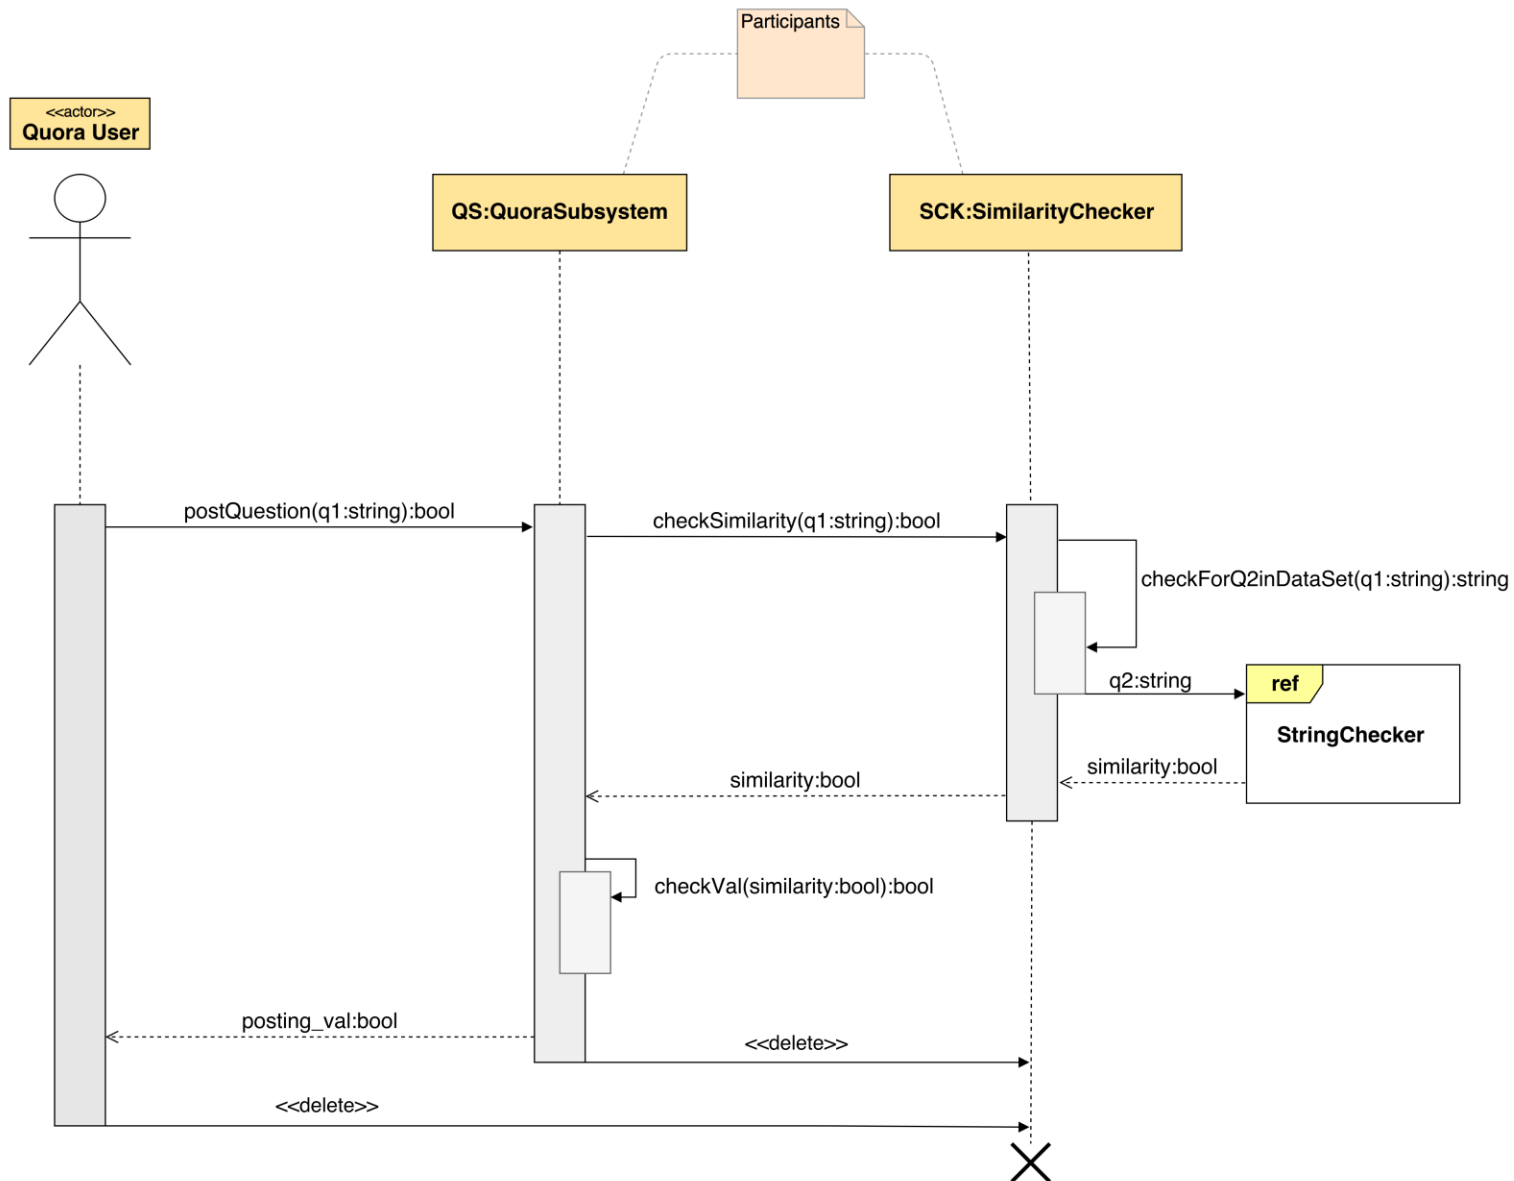 Participants
<<actor>>
Quora User
QS:QuoraSubsystem
SCK:SimilarityChecker
postQuestion(q1:string):bool
checkSimilarity(q1:string):bool
checkForQ2inDataSet(q1:string):string
q2:string
ref
StringChecker
similarity:bool
similarity:bool
checkVal(similarity:bool):bool
posting_val:bool
<<delete>>
<<delete>>